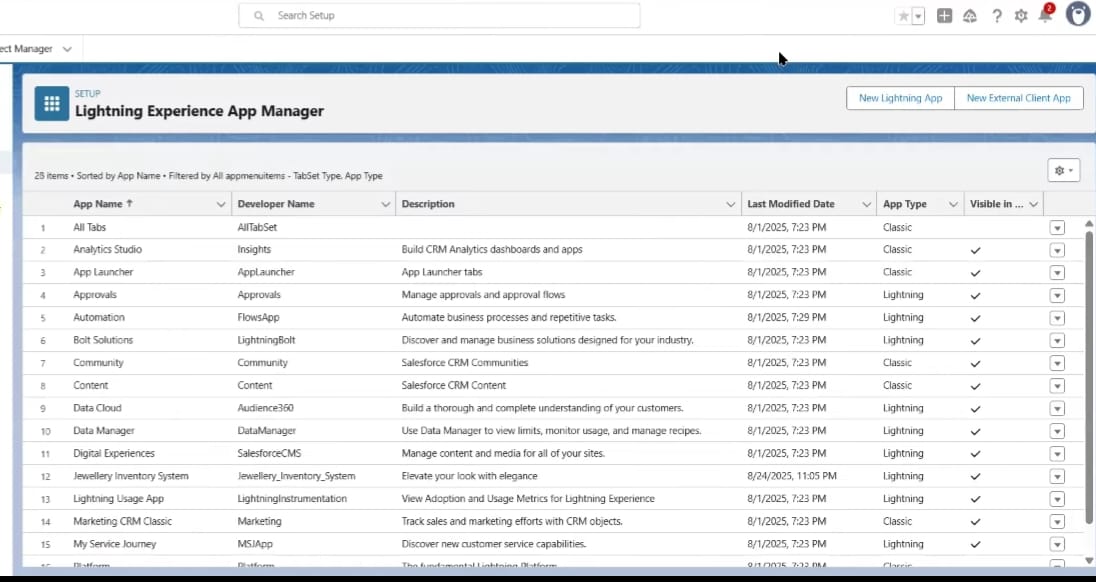 Search Setup
2
ect Manager
SETUP
Lightning Experience App Manager
New Lightning App
New External Client App
28 items • Sorted by App Name • Filtered by All appmenuitems - TabSet Type, App Type
App Name ↑ Developer Name Description Last Modified Date App Type Visible in ...
1 All Tabs AllTabSet 8/1/2025, 7:23 PM Classic
2 Analytics Studio Insights Build CRM Analytics dashboards and apps 8/1/2025, 7:23 PM Classic ✓
3 App Launcher AppLauncher App Launcher tabs 8/1/2025, 7:23 PM Classic ✓
4 Approvals Approvals Manage approvals and approval flows 8/1/2025, 7:23 PM Lightning ✓
5 Automation FlowsApp Automate business processes and repetitive tasks. 8/1/2025, 7:29 PM Lightning ✓
6 Bolt Solutions LightningBolt Discover and manage business solutions designed for your industry. 8/1/2025, 7:23 PM Lightning ✓
7 Community Community Salesforce CRM Communities 8/1/2025, 7:23 PM Classic ✓
8 Content Content Salesforce CRM Content 8/1/2025, 7:23 PM Classic ✓
9 Data Cloud Audience360 Build a thorough and complete understanding of your customers. 8/1/2025, 7:23 PM Lightning ✓
10 Data Manager DataManager Use Data Manager to view limits, monitor usage, and manage recipes. 8/1/2025, 7:23 PM Lightning ✓
11 Digital Experiences SalesforceCMS Manage content and media for all of your sites. 8/1/2025, 7:23 PM Lightning ✓
12 Jewellery Inventory System Jewellery_Inventory_System Elevate your look with elegance 8/24/2025, 11:05 PM Lightning ✓
13 Lightning Usage App LightningInstrumentation View Adoption and Usage Metrics for Lightning Experience 8/1/2025, 7:23 PM Lightning ✓
14 Marketing CRM Classic Marketing Track sales and marketing efforts with CRM objects. 8/1/2025, 7:23 PM Classic ✓
15 My Service Journey MSJApp Discover new customer service capabilities. 8/1/2025, 7:23 PM Lightning ✓
16 Platform Platform The fundamental Lightning Platform 8/1/2025, 7:23 PM Classic